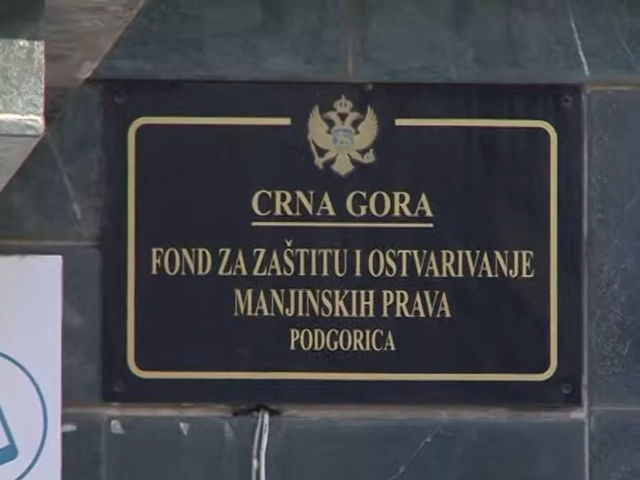 CRNA GORA
FOND ZA ZAŠTITU I OSTVARIVANJE
MANJINSKIH PRAVA
PODGORICA